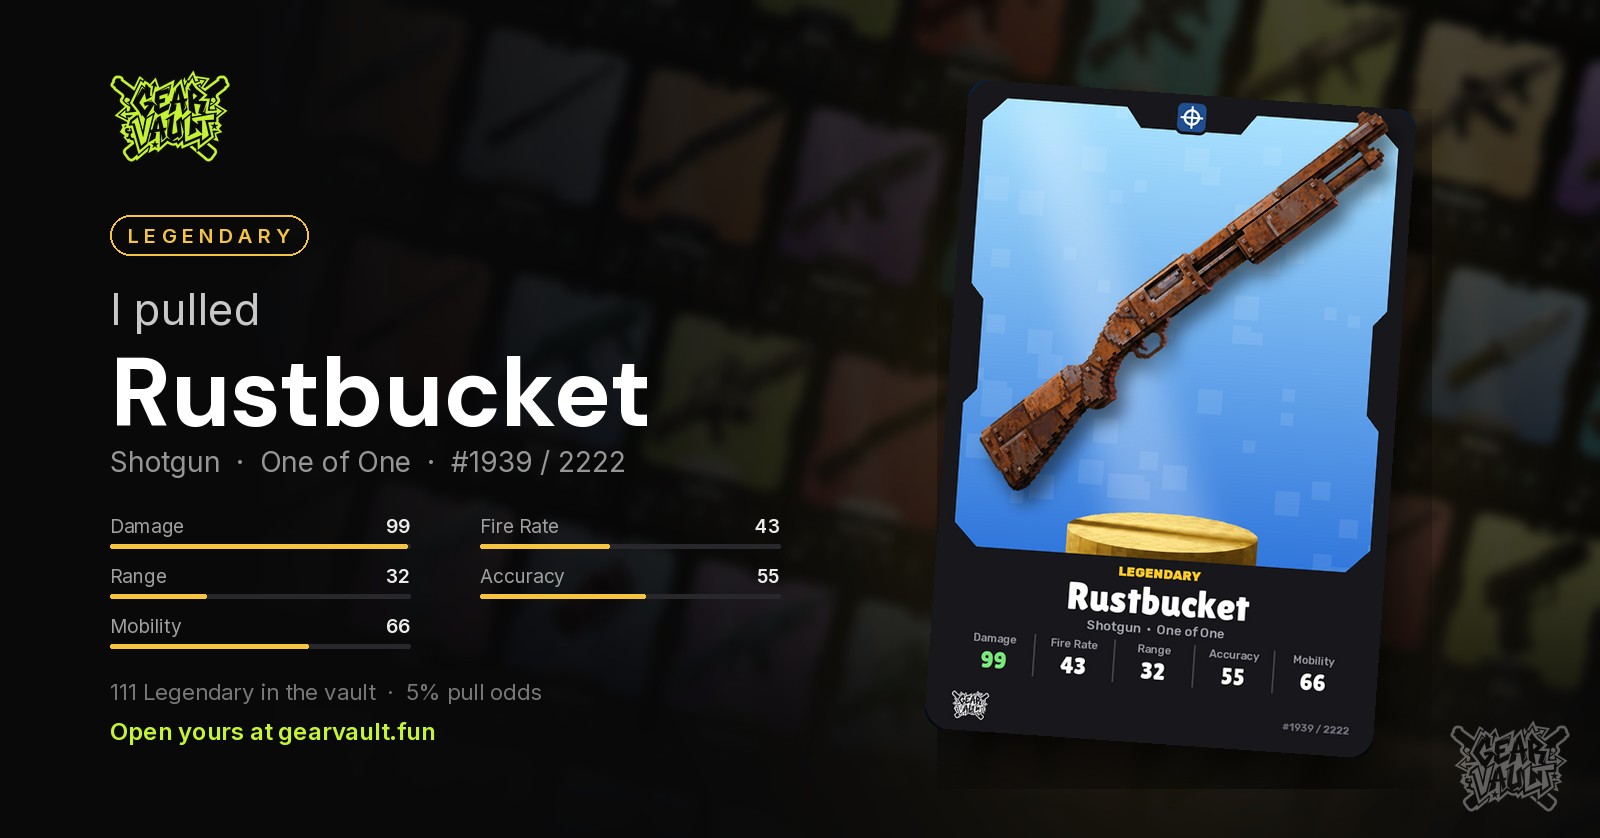 GEAR
VAULT
LEGENDARY
I pulled
Rustbucket
Shotgun · One of One · #1939 / 2222
Damage 99
Fire Rate 43
Range 32
Accuracy 55
Mobility 66
111 Legendary in the vault · 5% pull odds
Open yours at gearvault.fun
LEGENDARY
Rustbucket
Shotgun · One of One
Damage Fire Rate Range Accuracy Mobility
99 43 32 55 66
GEAR
VAULT
#1939 / 2222
GEAR
VAULT